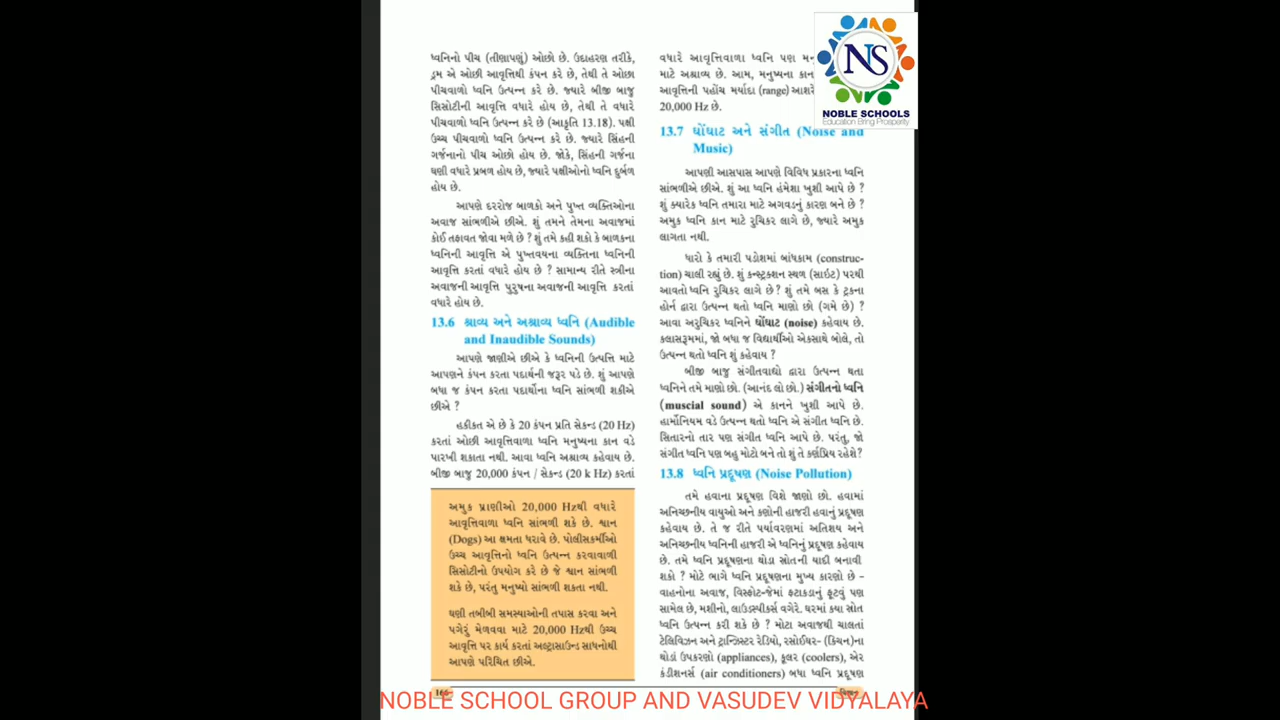 ધ્વનિનો પીચ (તીણાપણું) ઓછો છે. ઉદાહરણ તરીકે,
ડ્રમ એ ઓછી આવૃત્તિથી કંપન કરે છે, તેથી તે ઓછા
પીચવાળો ધ્વનિ ઉત્પન્ન કરે છે. જ્યારે બીજી બાજુ
સિસોટીની આવૃત્તિ વધારે હોય છે, તેથી તે વધારે
પીચવાળો ધ્વનિ ઉત્પન્ન કરે છે (આકૃતિ 13.18). પક્ષી
ઉચ્ચ પીચવાળો ધ્વનિ ઉત્પન્ન કરે છે. જ્યારે સિંહની
ગર્જનાનો પીચ ઓછો હોય છે. જોકે, સિંહની ગર્જના
ઘણી વધારે પ્રબળ હોય છે, જ્યારે પક્ષીઓનો ધ્વનિ દુર્બળ
હોય છે.
આપણે દરરોજ બાળકો અને પુખ્ત વ્યક્તિઓના
અવાજ સાંભળીએ છીએ. શું તમને તેમના અવાજમાં
કોઈ તફાવત જોવા મળે છે ? શું તમે કહી શકો કે બાળકના
ધ્વનિની આવૃત્તિ એ પુખ્તવયના વ્યક્તિના ધ્વનિની
આવૃત્તિ કરતાં વધારે હોય છે ? સામાન્ય રીતે સ્ત્રીના
અવાજની આવૃત્તિ પુરુષના અવાજની આવૃત્તિ કરતાં
વધારે હોય છે.
13.6 શ્રાવ્ય અને અશ્રાવ્ય ધ્વનિ (Audible
and Inaudible Sounds)
આપણે જાણીએ છીએ કે ધ્વનિની ઉત્પત્તિ માટે
આપણને કંપન કરતા પદાર્થની જરૂર પડે છે. શું આપણે
બધા જ કંપન કરતા પદાર્થોના ધ્વનિ સાંભળી શકીએ
છીએ ?
હકીકત એ છે કે 20 કંપન પ્રતિ સેકન્ડ (20 Hz)
કરતાં ઓછી આવૃત્તિવાળા ધ્વનિ મનુષ્યના કાન વડે
પારખી શકાતા નથી. આવા ધ્વનિ અશ્રાવ્ય કહેવાય છે.
બીજી બાજુ 20,000 કંપન / સેકન્ડ (20 k Hz) કરતાં
અમુક પ્રાણીઓ 20,000 Hzથી વધારે
આવૃત્તિવાળા ધ્વનિ સાંભળી શકે છે. શ્વાન
(Dogs) આ ક્ષમતા ધરાવે છે. પોલીસકર્મીઓ
ઉચ્ચ આવૃત્તિનો ધ્વનિ ઉત્પન્ન કરવાવાળી
સિસોટીનો ઉપયોગ કરે છે જે શ્વાન સાંભળી
શકે છે, પરંતુ મનુષ્યો સાંભળી શકતા નથી.
ઘણી તબીબી સમસ્યાઓની તપાસ કરવા અને
પગેરું મેળવવા માટે 20,000 Hzથી ઉચ્ચ
આવૃત્તિ પર કાર્ય કરતાં અલ્ટ્રાસાઉન્ડ સાધનોથી
આપણે પરિચિત છીએ.
166
વધારે આવૃત્તિવાળા ધ્વનિ પણ
માટે અશ્રાવ્ય છે. આમ, મનુષ્યના કાન
આવૃત્તિની પહોંચ મર્યાદા (range)
20,000 Hz છે.
13.7 ઘોંઘાટ અને સંગીત (Noise and
Music)
આપણી આસપાસ આપણે વિવિધ પ્રકારના ધ્વનિ
સાંભળીએ છીએ. શું આ ધ્વનિ હંમેશા ખુશી આપે છે ?
શું ક્યારેક ધ્વનિ તમારા માટે અગવડનું કારણ બને છે ?
અમુક ધ્વનિ કાન માટે રુચિકર લાગે છે, જ્યારે અમુક
લાગતા નથી.
ધારો કે તમારી પડોશમાં બાંધકામ (construc-
tion) ચાલી રહ્યું છે. શું કન્સ્ટ્રક્શન સ્થળ (સાઇટ) પરથી
આવતો ધ્વનિ રુચિકર લાગે છે ? શું તમે બસ કે ટ્રકના
હોર્ન દ્વારા ઉત્પન્ન થતો ધ્વનિ માણો છો (ગમે છે) ?
આવા અરુચિકર ધ્વનિને ઘોંઘાટ (noise) કહેવાય છે.
ક્લાસરૂમમાં, જો બધા જ વિદ્યાર્થીઓ એકસાથે બોલે, તો
ઉત્પન્ન થતો ધ્વનિ શું કહેવાય ?
બીજી બાજુ સંગીતવાદ્યો દ્વારા ઉત્પન્ન થતા
ધ્વનિને તમે માણો છો. (આનંદ લો છો.) સંગીતનો ધ્વનિ
(muscial sound) એ કાનને ખુશી આપે છે.
હાર્મોનિયમ વડે ઉત્પન્ન થતો ધ્વનિ એ સંગીત ધ્વનિ છે.
સિતારનો તાર પણ સંગીત ધ્વનિ આપે છે. પરંતુ, જો
સંગીત ધ્વનિ પણ બહુ મોટો બને તો શું તે કર્ણપ્રિય રહેશે?
13.8 ધ્વનિ પ્રદૂષણ (Noise Pollution)
તમે હવાના પ્રદૂષણ વિશે જાણો છો. હવામાં
અનિચ્છનીય વાયુઓ અને કણોની હાજરી હવાનું પ્રદૂષણ
કહેવાય છે. તે જ રીતે પર્યાવરણમાં અતિશય અને
અનિચ્છનીય ધ્વનિની હાજરી એ ધ્વનિનું પ્રદૂષણ કહેવાય
છે. તમે ધ્વનિ પ્રદૂષણના થોડા સ્રોતની યાદી બનાવી
શકો ? મોટે ભાગે ધ્વનિ પ્રદૂષણના મુખ્ય કારણો છે -
વાહનોના અવાજ, વિસ્ફોટ-જેમાં ફટાકડાનું ફૂટવું પણ
સામેલ છે, મશીનો, લાઉડસ્પીકર્સ વગેરે. ઘરમાં કયા સ્રોત
ધ્વનિ ઉત્પન્ન કરી શકે છે ? મોટા અવાજથી ચાલતાં
ટેલિવિઝન અને ટ્રાન્ઝિસ્ટર રેડિયો, રસોઈઘર- (કિચન)ના
થોડાં ઉપકરણો (appliances), કૂલર (coolers), એર
કંડીશનર્સ (air conditioners) બધા ધ્વનિ પ્રદૂષણ
વિજ્ઞાન
NS
NOBLE SCHOOLS
Education Bring Prosperity
NOBLE SCHOOL GROUP AND VASUDEV VIDYALAYA